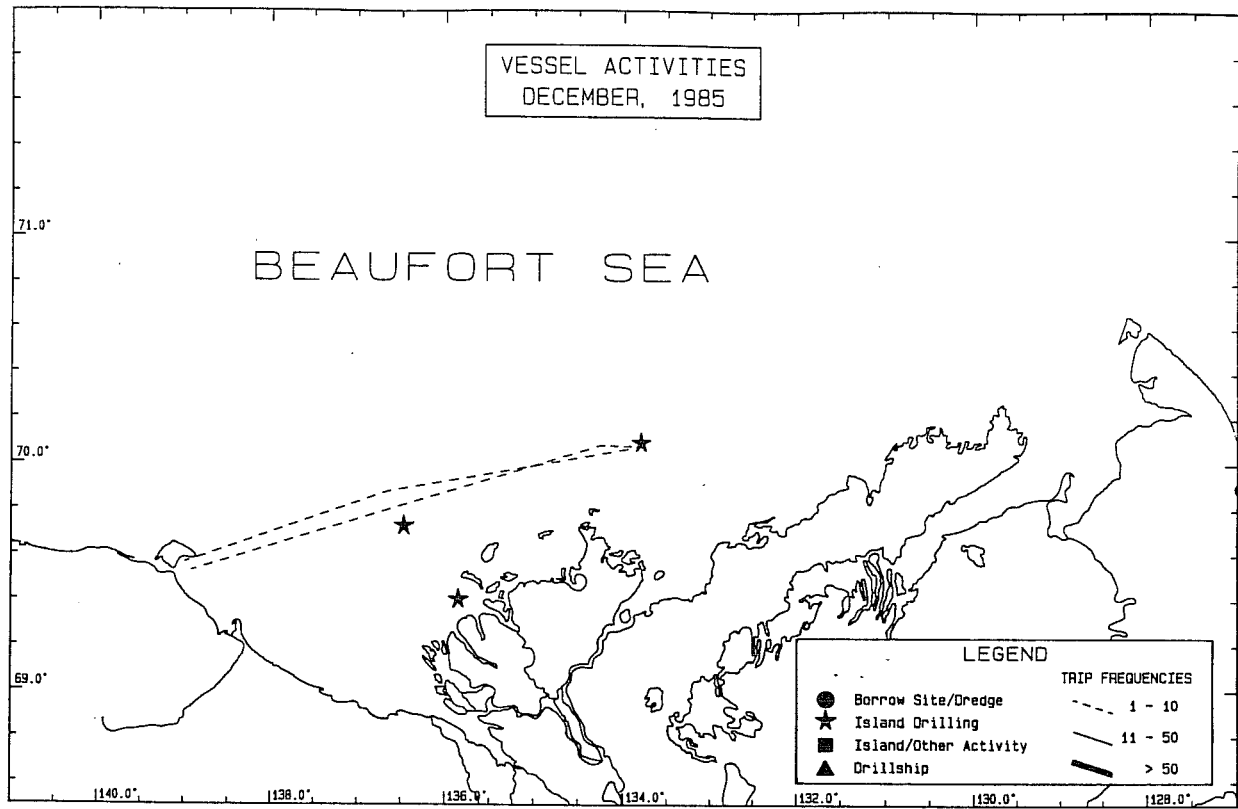 VESSEL ACTIVITIES
DECEMBER, 1985
71.0°
BEAUFORT SEA
70.0°
69.0°
LEGEND
TRIP FREQUENCIES
Borrow Site/Dredge
1 - 10
Island Drilling
11 - 50
Island/Other Activity
> 50
Drillship
140.0° 138.0° 136.0° 134.0° 132.0° 130.0° 128.0°